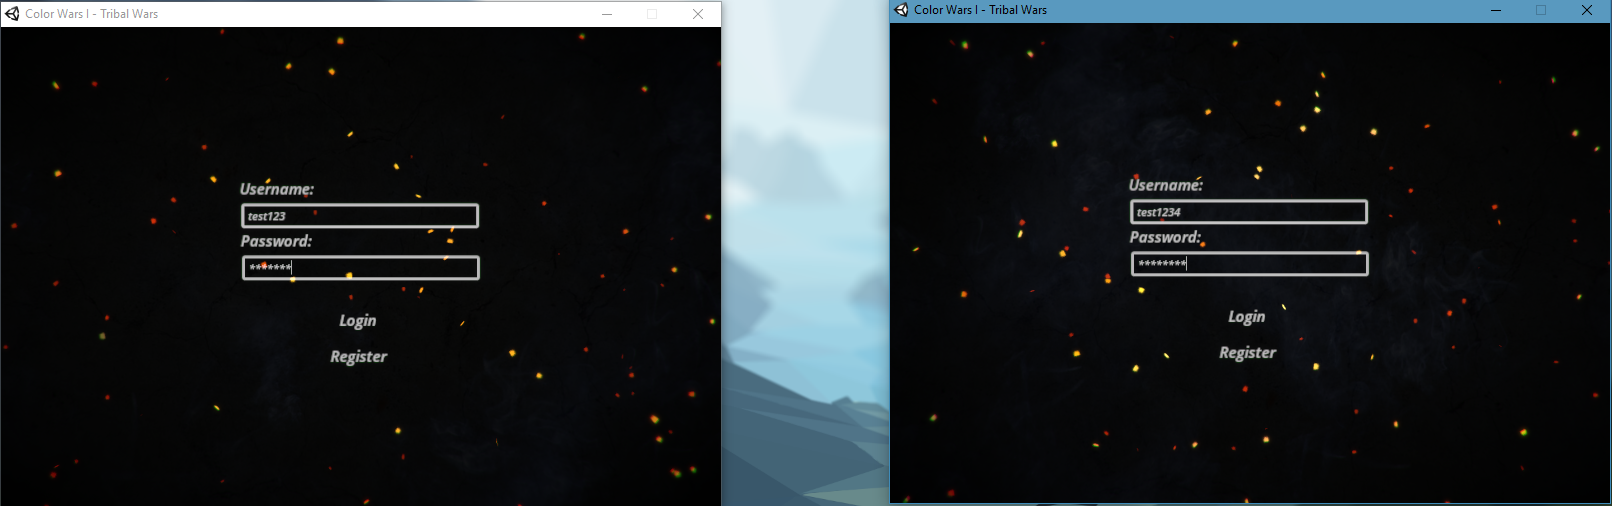 Color Wars I - Tribal Wars
Username:
test123
Password:
*******
Login
Register
Color Wars I - Tribal Wars
Username:
test1234
Password:
********
Login
Register